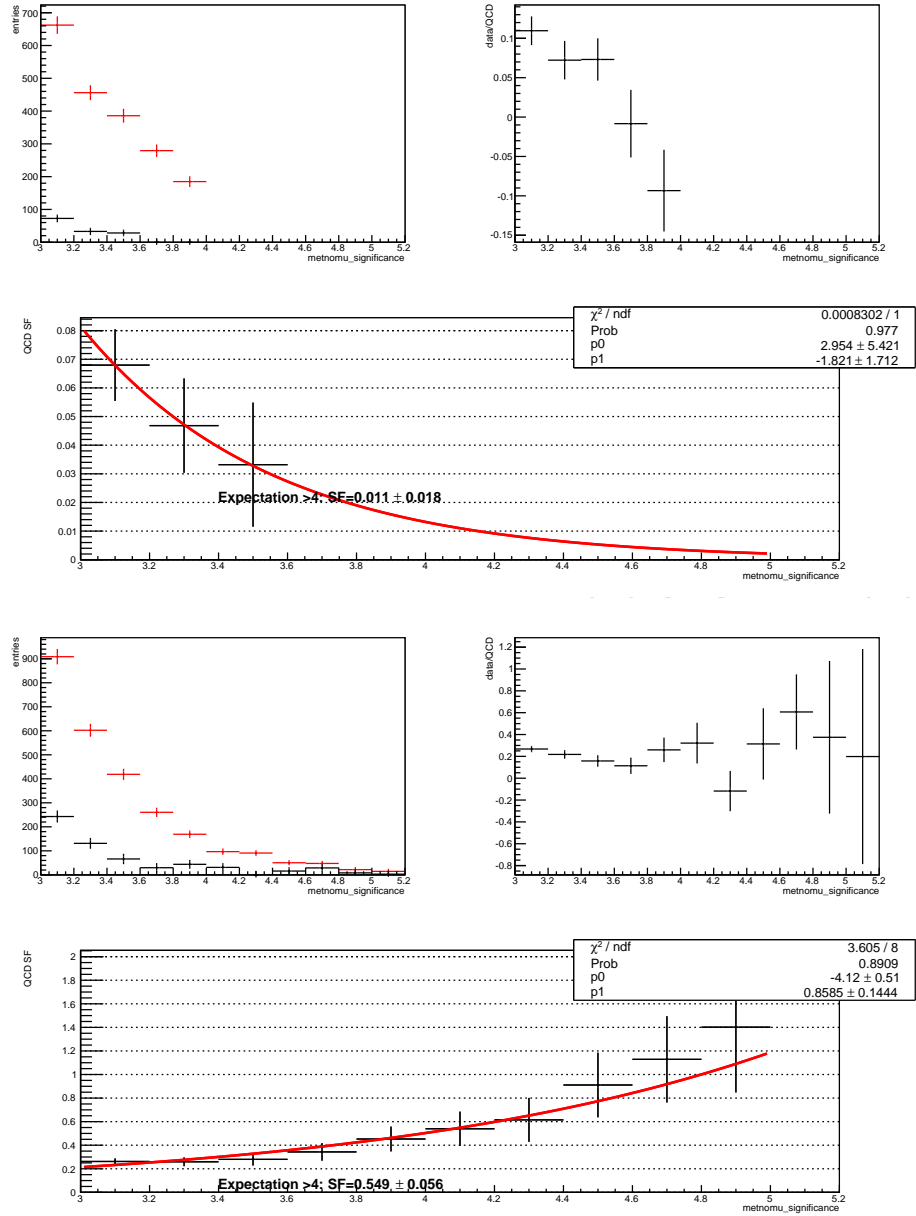 entries
700
600
500
400
300
200
100
0
3 3.2 3.4 3.6 3.8 4 4.2 4.4 4.6 4.8 5 5.2
metnomu_significance
data/QCD
0.1
0.05
0
-0.05
-0.1
-0.15
3 3.2 3.4 3.6 3.8 4 4.2 4.4 4.6 4.8 5 5.2
metnomu_significance
QCD SF
0.08
0.07
0.06
0.05
0.04
0.03
0.02
0.01
0
χ² / ndf 0.0008302 / 1
Prob 0.977
p0 2.954 ± 5.421
p1 -1.821 ± 1.712
Expectation >4: SF=0.011 ± 0.018
3 3.2 3.4 3.6 3.8 4 4.2 4.4 4.6 4.8 5 5.2
metnomu_significance
entries
900
800
700
600
500
400
300
200
100
0
3 3.2 3.4 3.6 3.8 4 4.2 4.4 4.6 4.8 5 5.2
metnomu_significance
data/QCD
1.2
1
0.8
0.6
0.4
0.2
0
-0.2
-0.4
-0.6
-0.8
3 3.2 3.4 3.6 3.8 4 4.2 4.4 4.6 4.8 5 5.2
metnomu_significance
QCD SF
2
1.8
1.6
1.4
1.2
1
0.8
0.6
0.4
0.2
0
χ² / ndf 3.605 / 8
Prob 0.8909
p0 -4.12 ± 0.51
p1 0.8585 ± 0.1444
Expectation >4: SF=0.549 ± 0.056
3 3.2 3.4 3.6 3.8 4 4.2 4.4 4.6 4.8 5 5.2
metnomu_significance